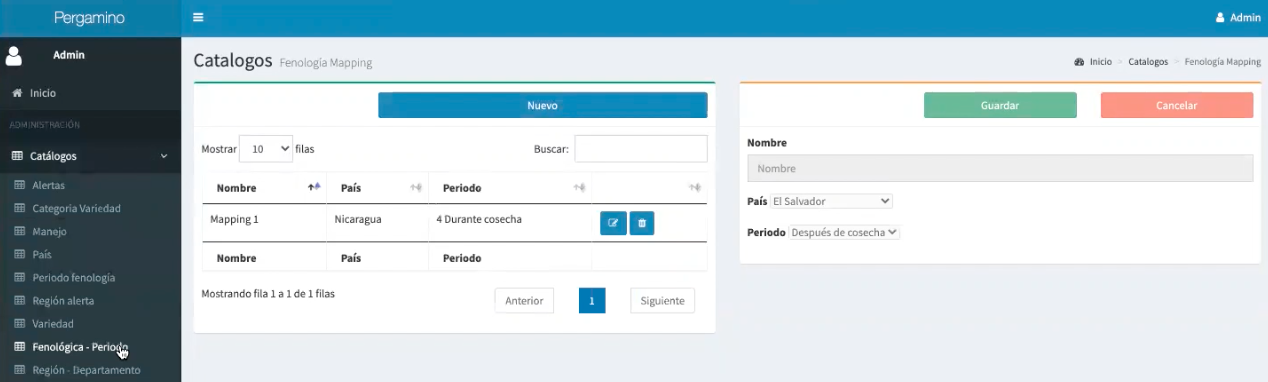 Pergamino
Admin
Admin
Inicio
ADMINISTRACIÓN
Catálogos
Alertas
Categoria Variedad
Manejo
País
Periodo fenología
Región alerta
Variedad
Fenológica - Periodo
Región - Departamento
Catalogos Fenología Mapping
Inicio > Catalogos > Fenología Mapping
Nuevo
Mostrar 10 filas Buscar:
Nombre País Periodo
Mapping 1 Nicaragua 4 Durante cosecha
Nombre País Periodo
Mostrando fila 1 a 1 de 1 filas
Anterior 1 Siguiente
Guardar Cancelar
Nombre
Nombre
País El Salvador
Periodo Después de cosecha